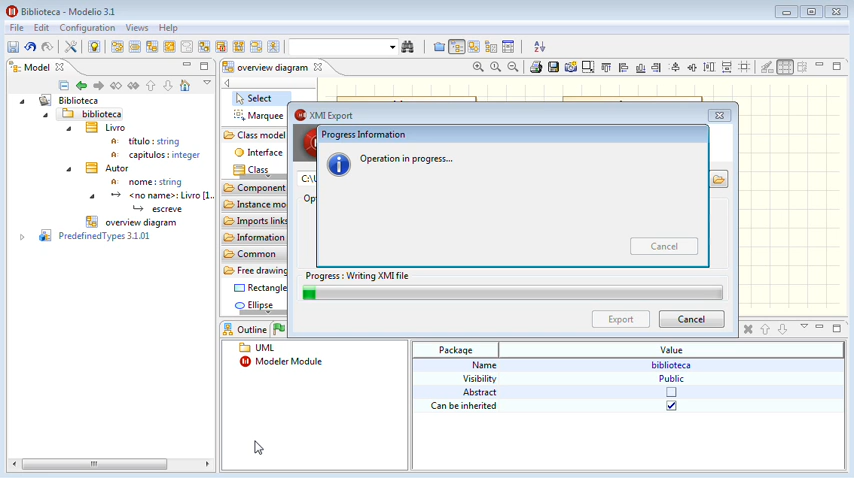 Biblioteca - Modelio 3.1
File Edit Configuration Views Help
Model
Biblioteca
biblioteca
Livro
título : string
capitulos : integer
Autor
nome : string
<no name>: Livro [1..
escreve
overview diagram
PredefinedTypes 3.1.01
overview diagram
Select
Marquee
Class model
Interface
Class
Component
Instance mo
Imports links
Information
Common
Free drawing
Rectangle
Ellipse
XMI Export
C:\
Progress Information
Operation in progress...
Cancel
Progress : Writing XMI file
Export Cancel
Outline
UML
Modeler Module
Package Value
Name biblioteca
Visibility Public
Abstract
Can be inherited